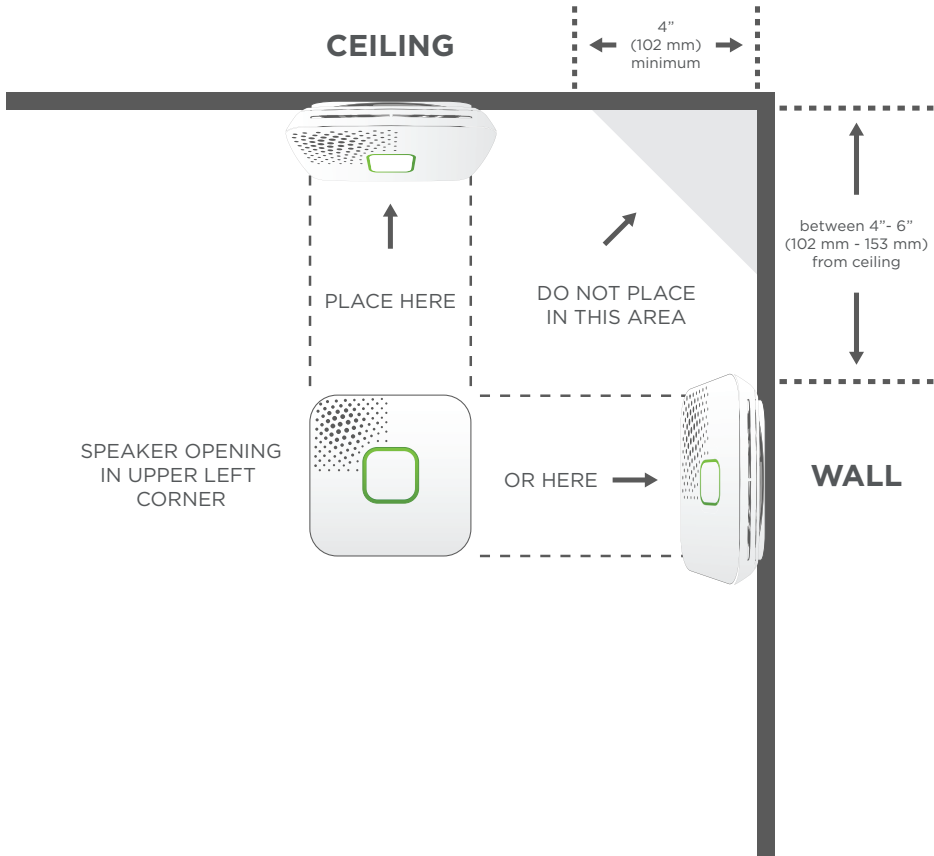 CEILING
4”
(102 mm)
minimum
between 4”- 6”
(102 mm - 153 mm)
from ceiling
PLACE HERE
DO NOT PLACE
IN THIS AREA
SPEAKER OPENING
IN UPPER LEFT
CORNER
OR HERE
WALL